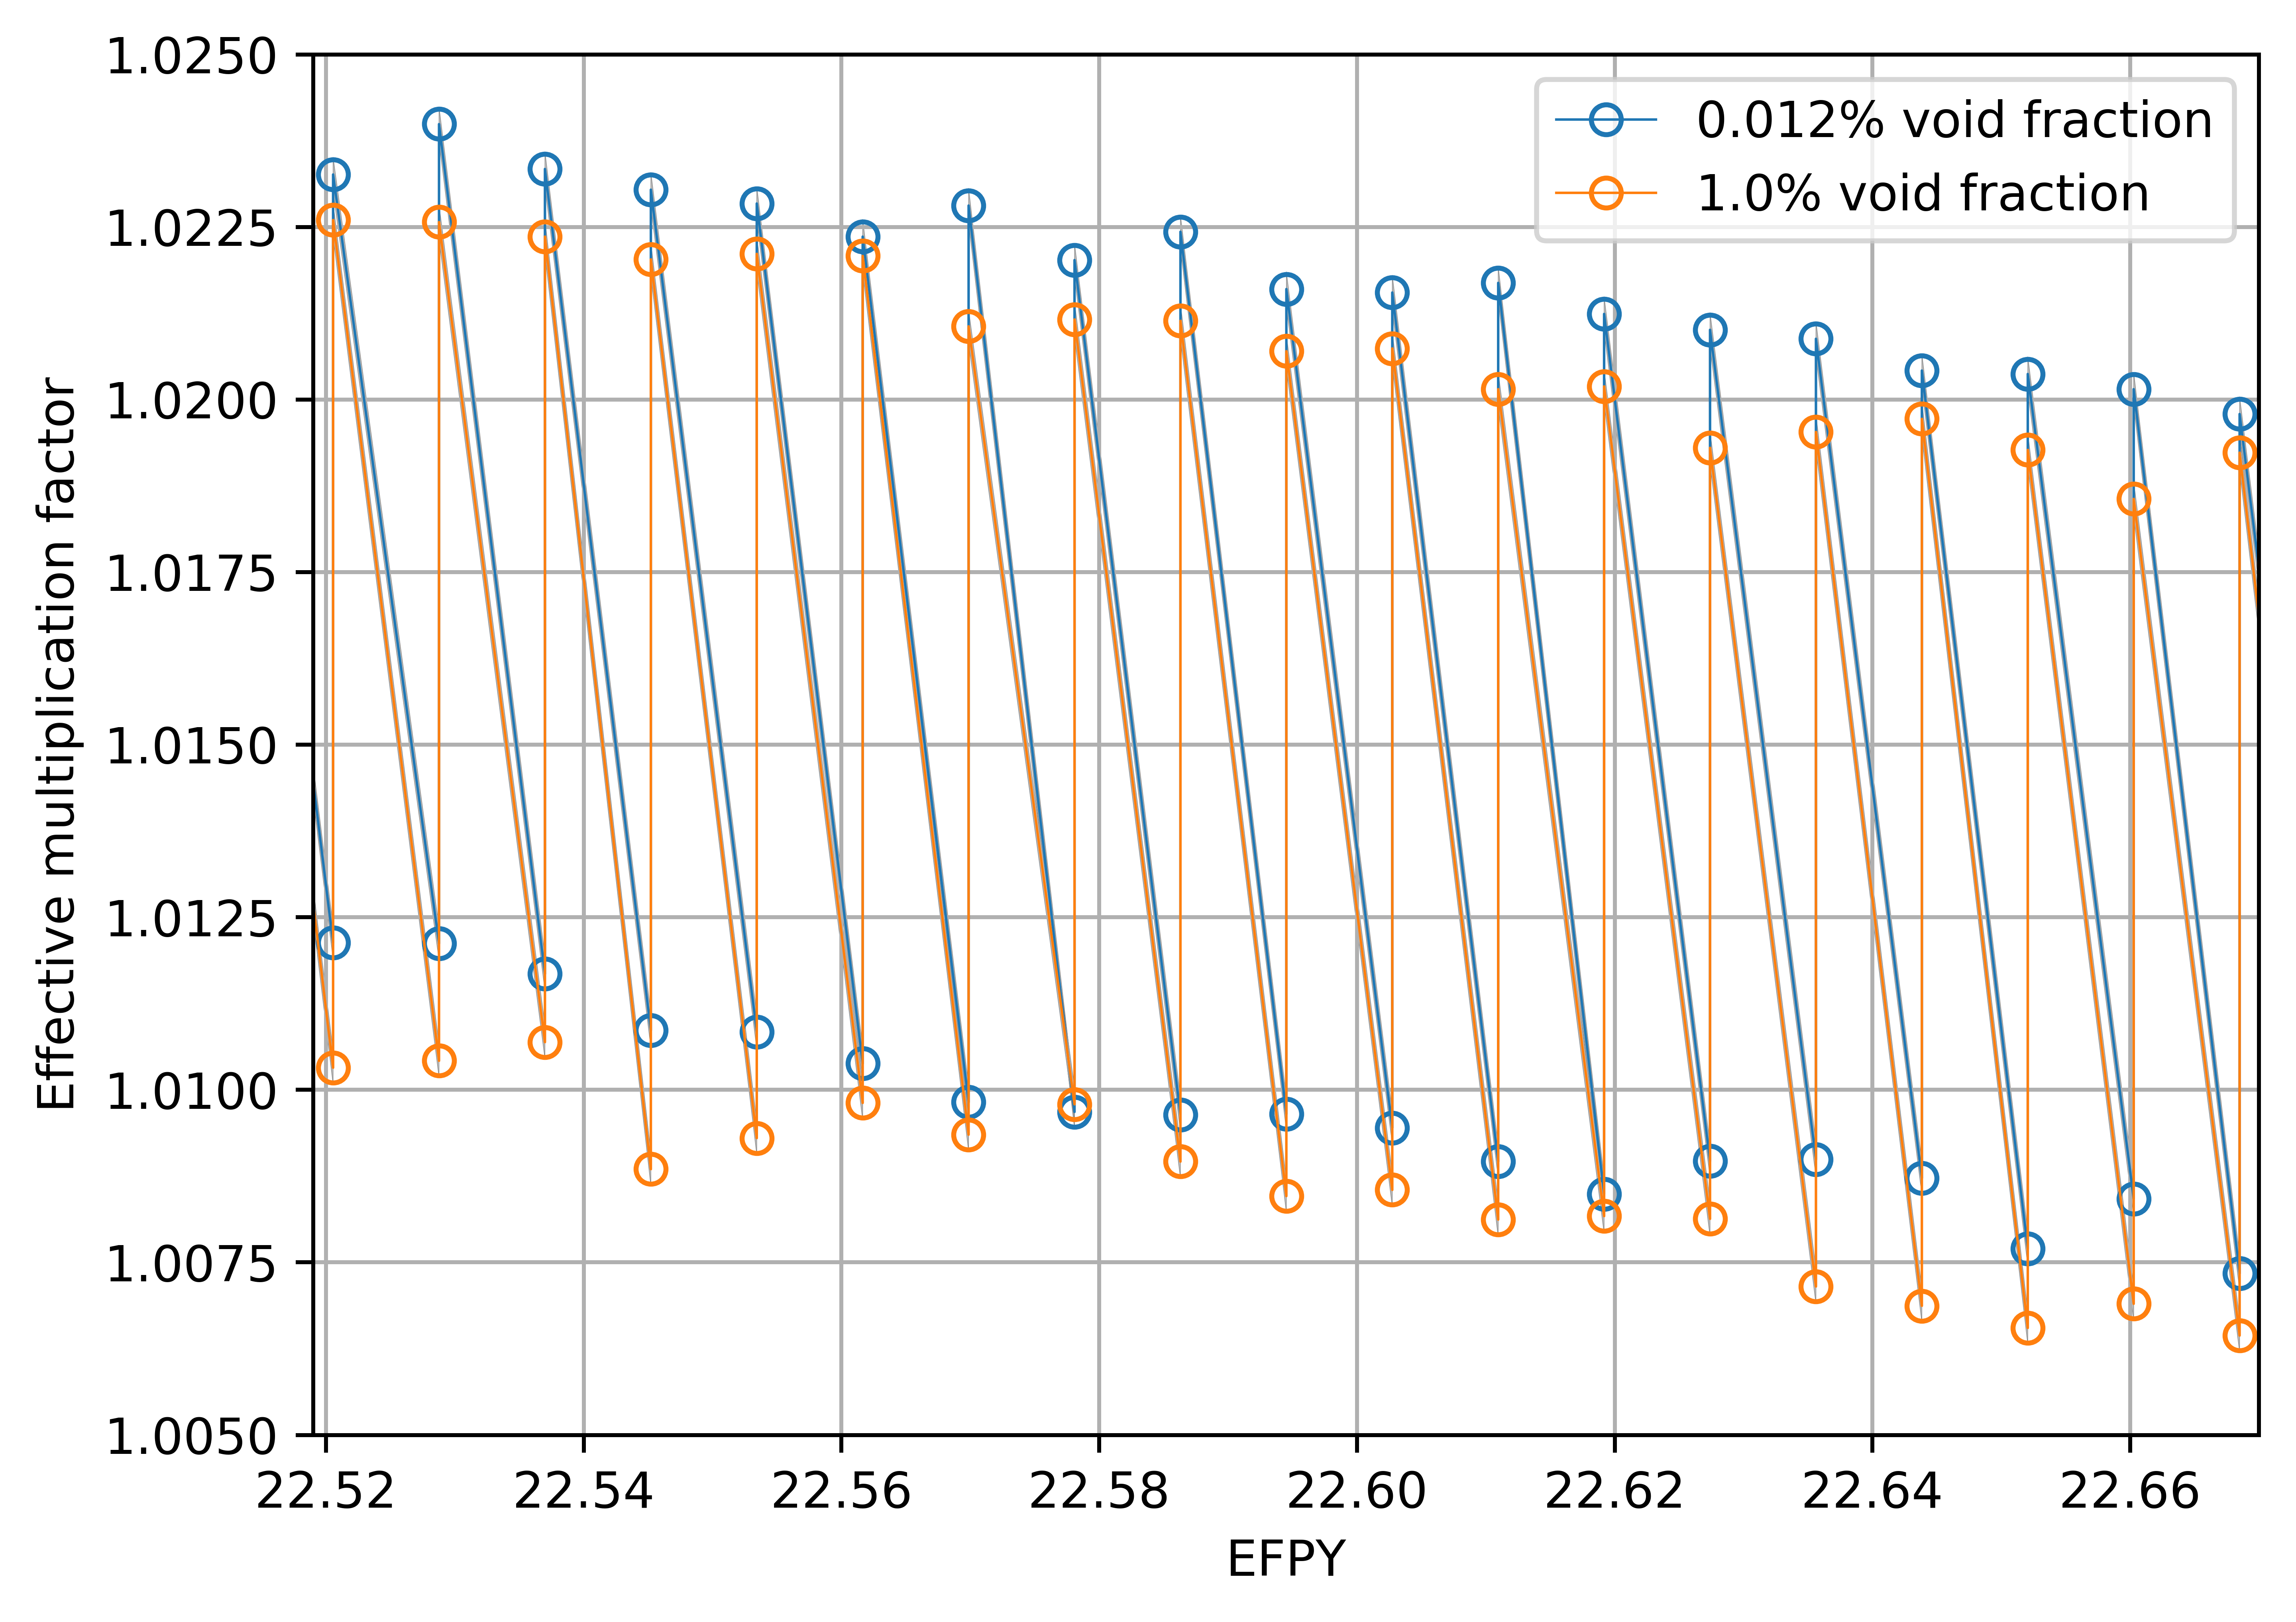 1.0250
1.0225
1.0200
1.0175
1.0150
1.0125
1.0100
1.0075
1.0050
Effective multiplication factor
0.012% void fraction
1.0% void fraction
22.52 22.54 22.56 22.58 22.60 22.62 22.64 22.66
EFPY